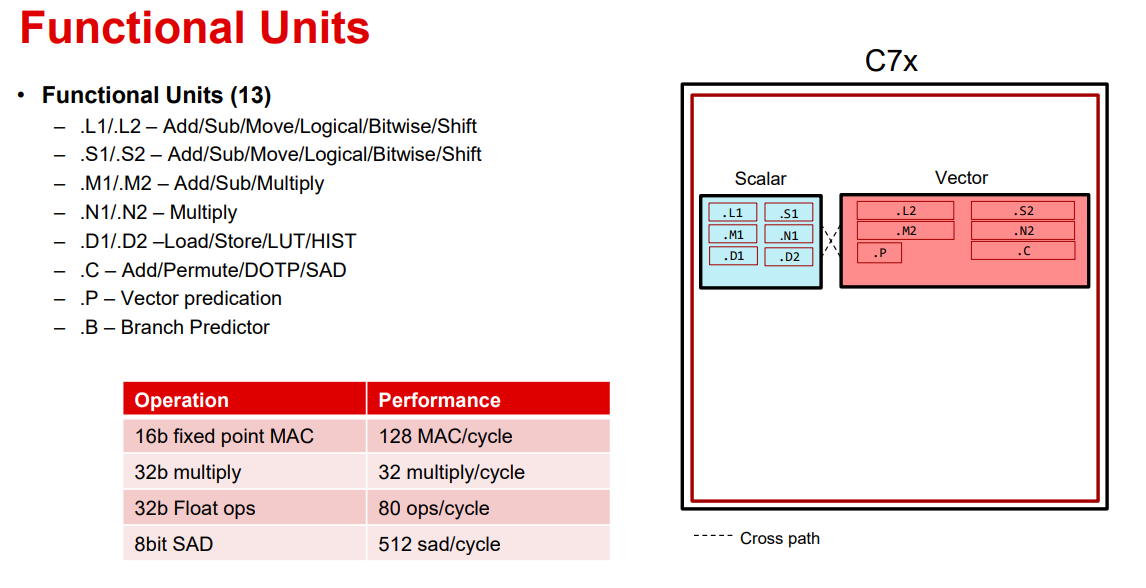 Functional Units
• Functional Units (13)
– .L1/.L2 – Add/Sub/Move/Logical/Bitwise/Shift
– .S1/.S2 – Add/Sub/Move/Logical/Bitwise/Shift
– .M1/.M2 – Add/Sub/Multiply
– .N1/.N2 – Multiply
– .D1/.D2 –Load/Store/LUT/HIST
– .C – Add/Permute/DOTP/SAD
– .P – Vector predication
– .B – Branch Predictor
Operation Performance
16b fixed point MAC 128 MAC/cycle
32b multiply 32 multiply/cycle
32b Float ops 80 ops/cycle
8bit SAD 512 sad/cycle
C7x
Scalar
.L1 .S1
.M1 .N1
.D1 .D2
Vector
.L2 .S2
.M2 .N2
.P .C
Cross path